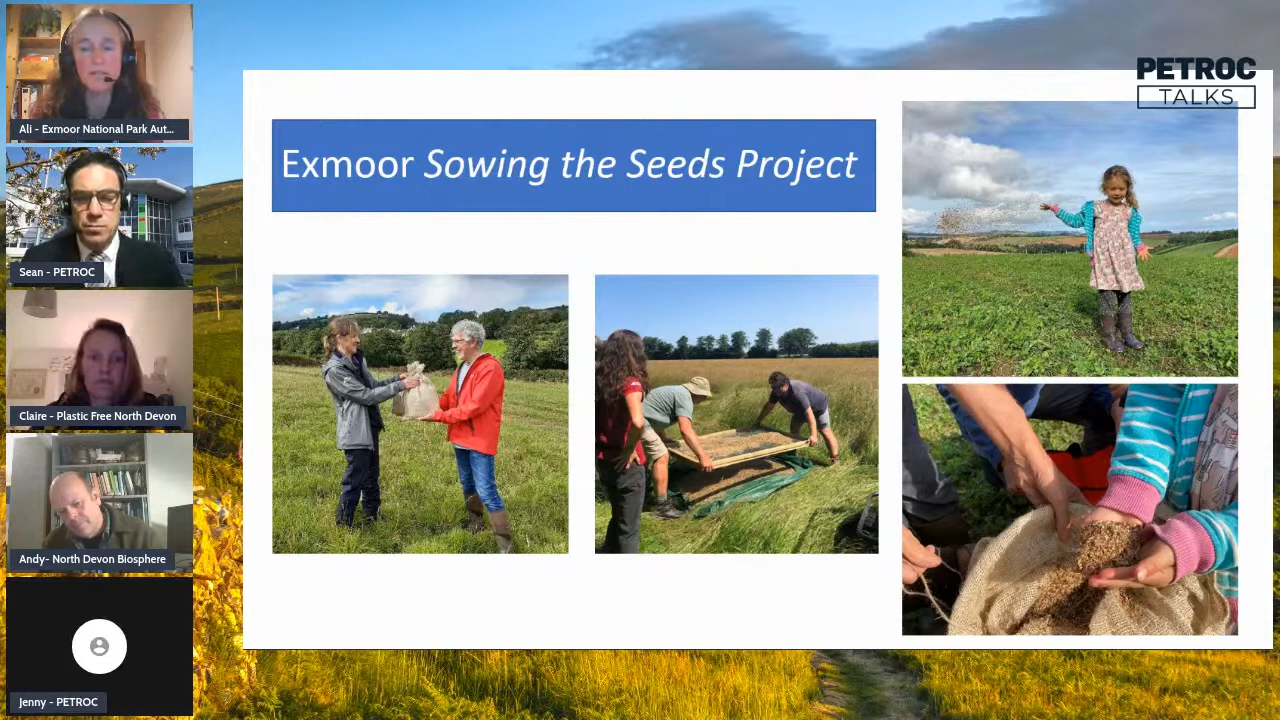 Ali - Exmoor National Park Aut...
Sean - PETROC
Claire - Plastic Free North Devon
Andy- North Devon Biosphere
Jenny - PETROC
Exmoor Sowing the Seeds Project
PETROC
TALKS